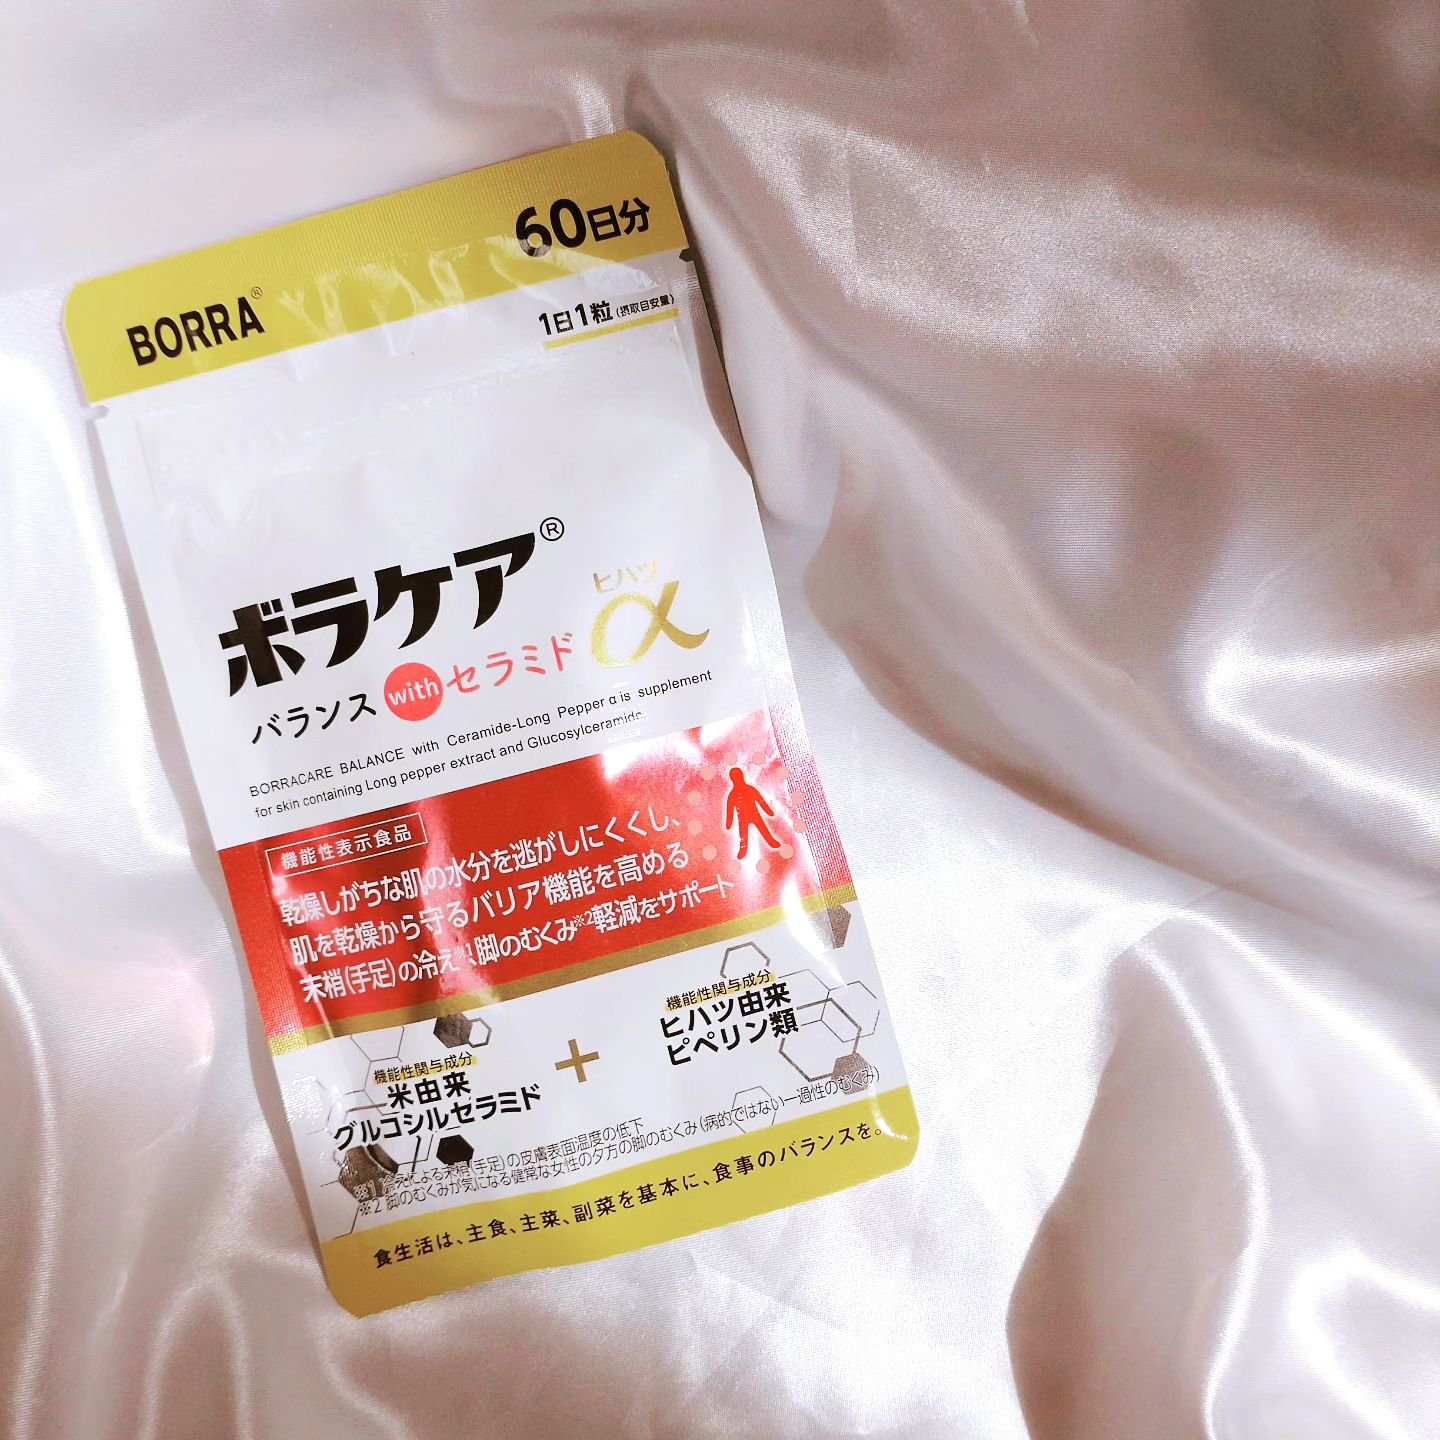 60日分
BORRA®
1日1粒(摂取目安量)
ボラケア®
ヒハツ
バランス with セラミド α
BORRACARE BALANCE with Ceramide-Long Pepper α is supplement
for skin containing Long pepper extract and Glucosylceramide.
機能性表示食品
乾燥しがちな肌の水分を逃がしにくくし、
肌を乾燥から守るバリア機能を高める
末梢(手足)の冷え※1、脚のむくみ※2軽減をサポート
機能性関与成分
米由来
グルコシルセラミド
+
機能性関与成分
ヒハツ由来
ピペリン類
※1 冷えによる末梢(手足)の皮膚表面温度の低下
※2 脚のむくみが気になる健常な女性の夕方の脚のむくみ(病的ではない一過性のむくみ)
食生活は、主食、主菜、副菜を基本に、食事のバランスを。